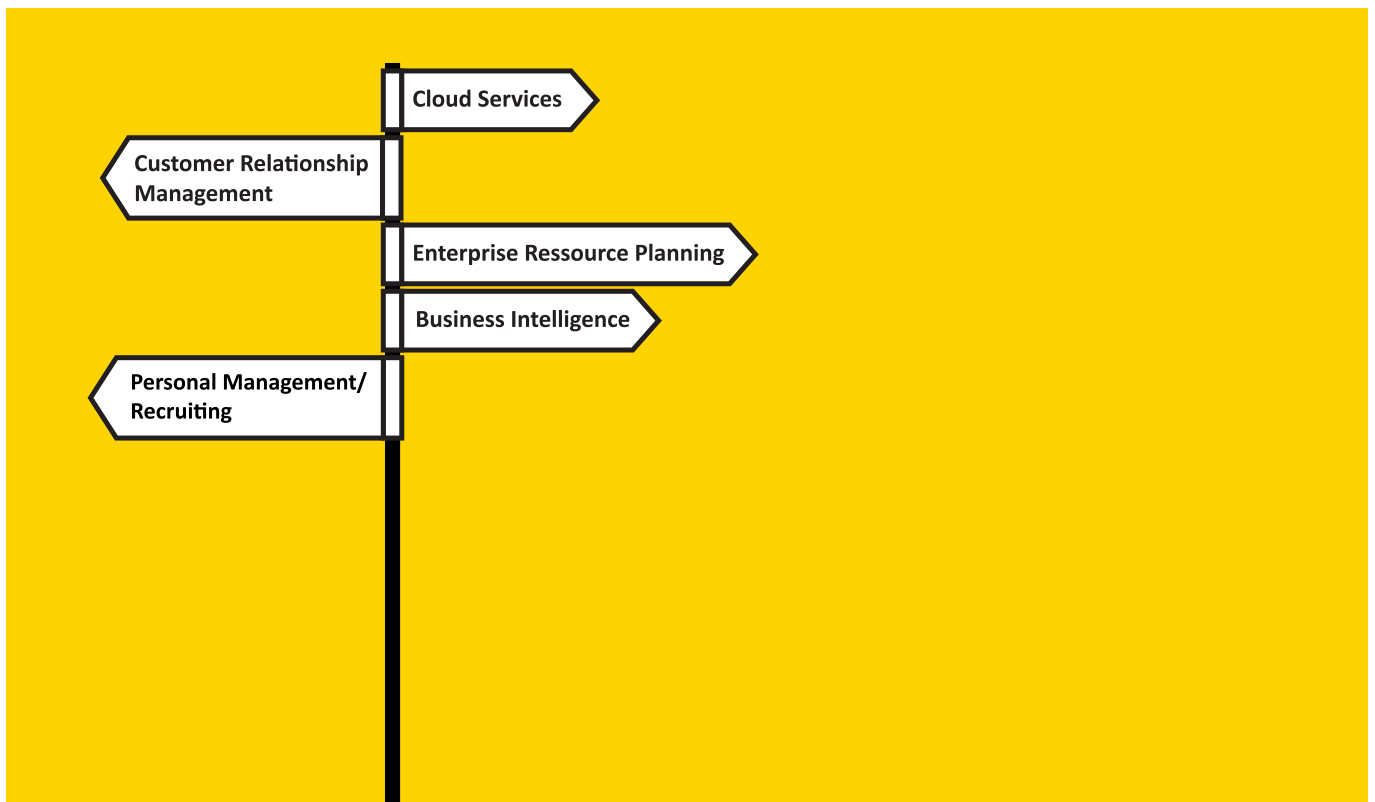 Cloud Services
Customer Relationship
Management
Enterprise Ressource Planning
Business Intelligence
Personal Management/
Recruiting